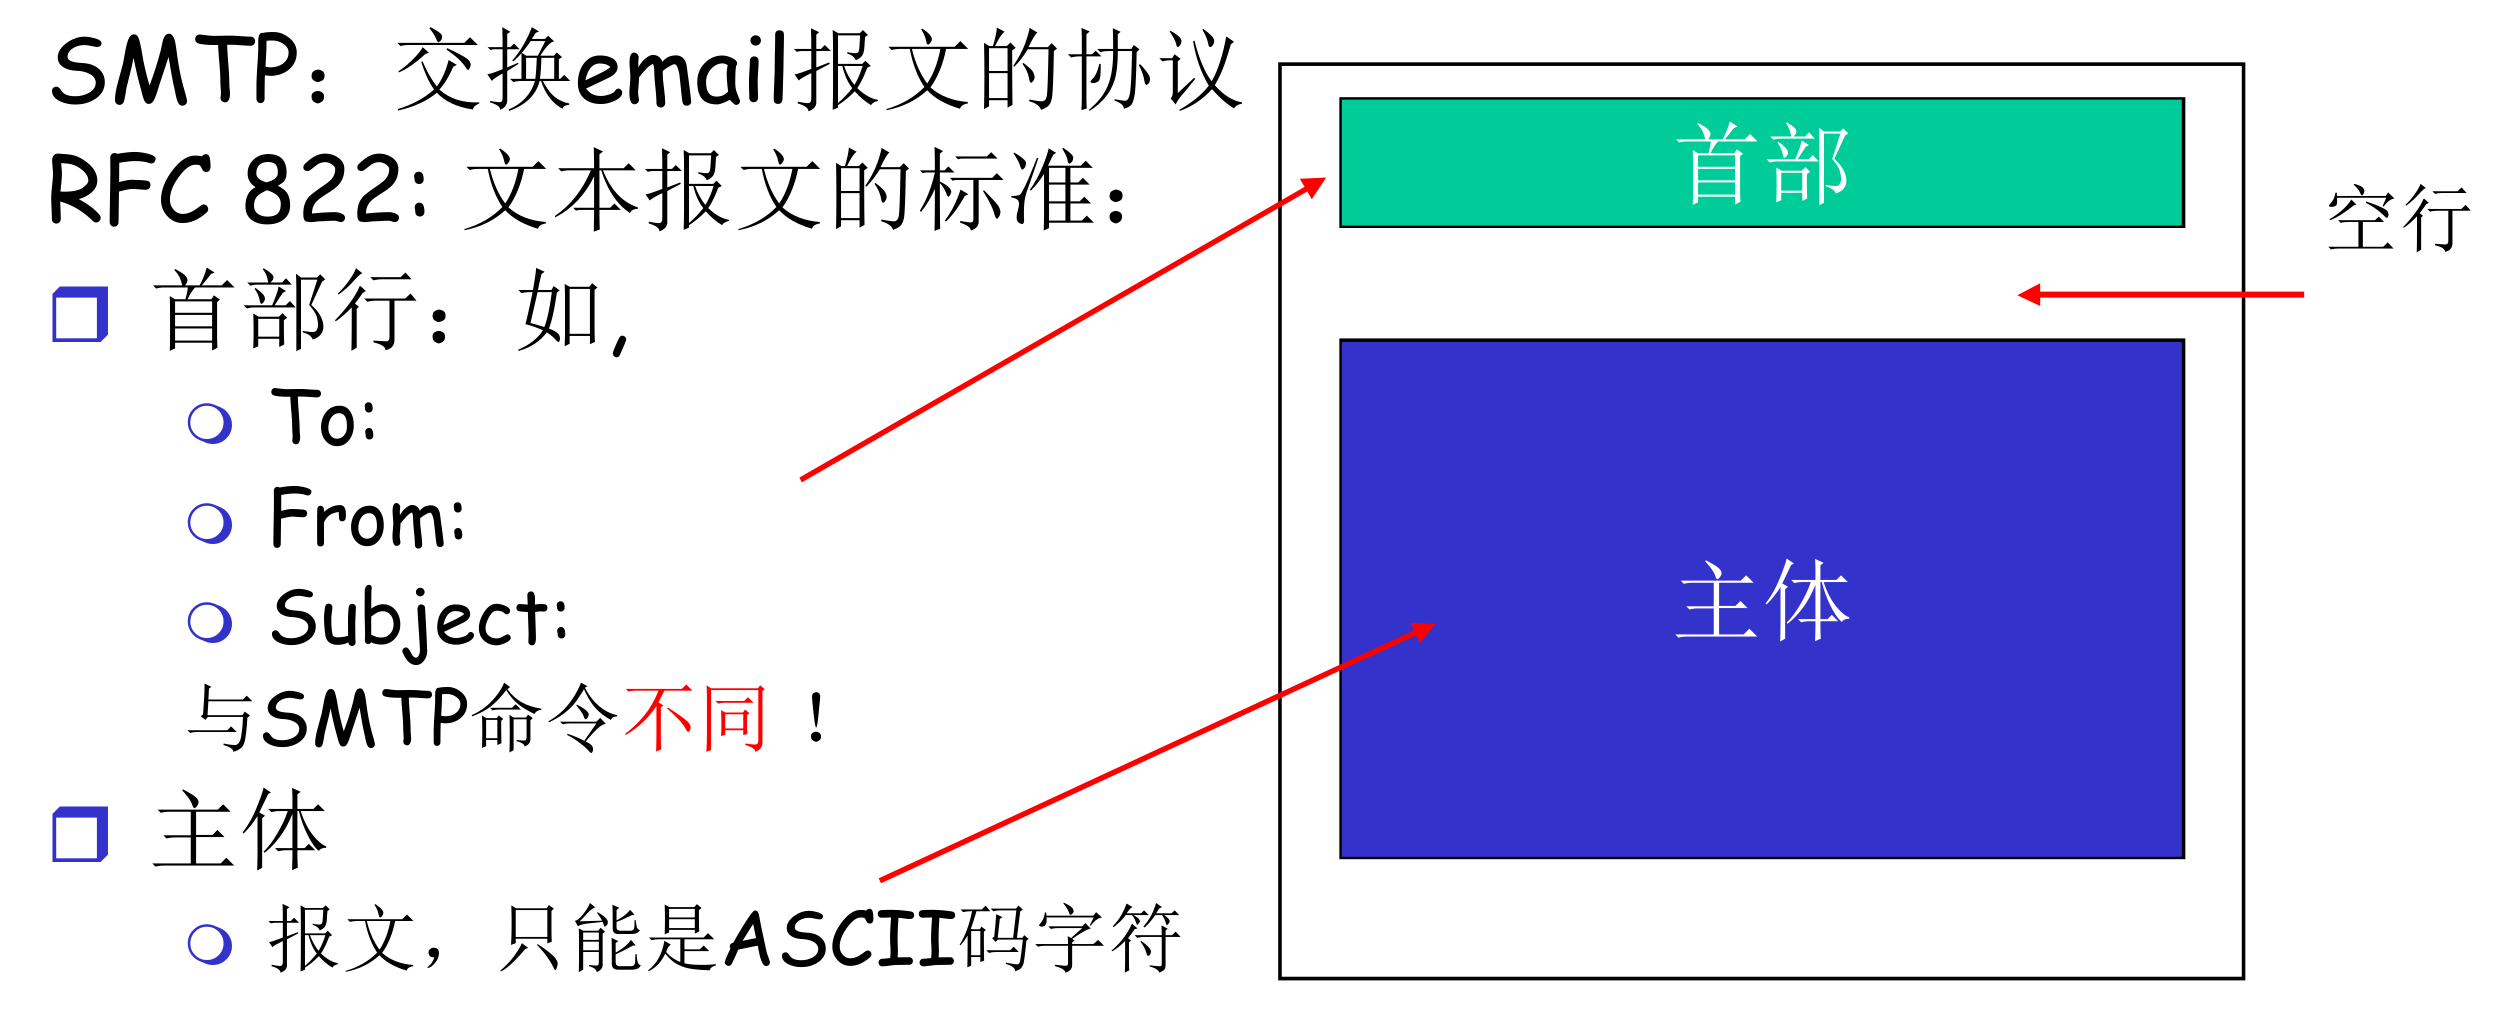 SMTP: 交换email报文的协议
RFC 822: 文本报文的标准:
首部行: 如,
To:
From:
Subject:
与SMTP命令不同!
主体
报文, 只能是ASCII码字符
首部
空行
主体